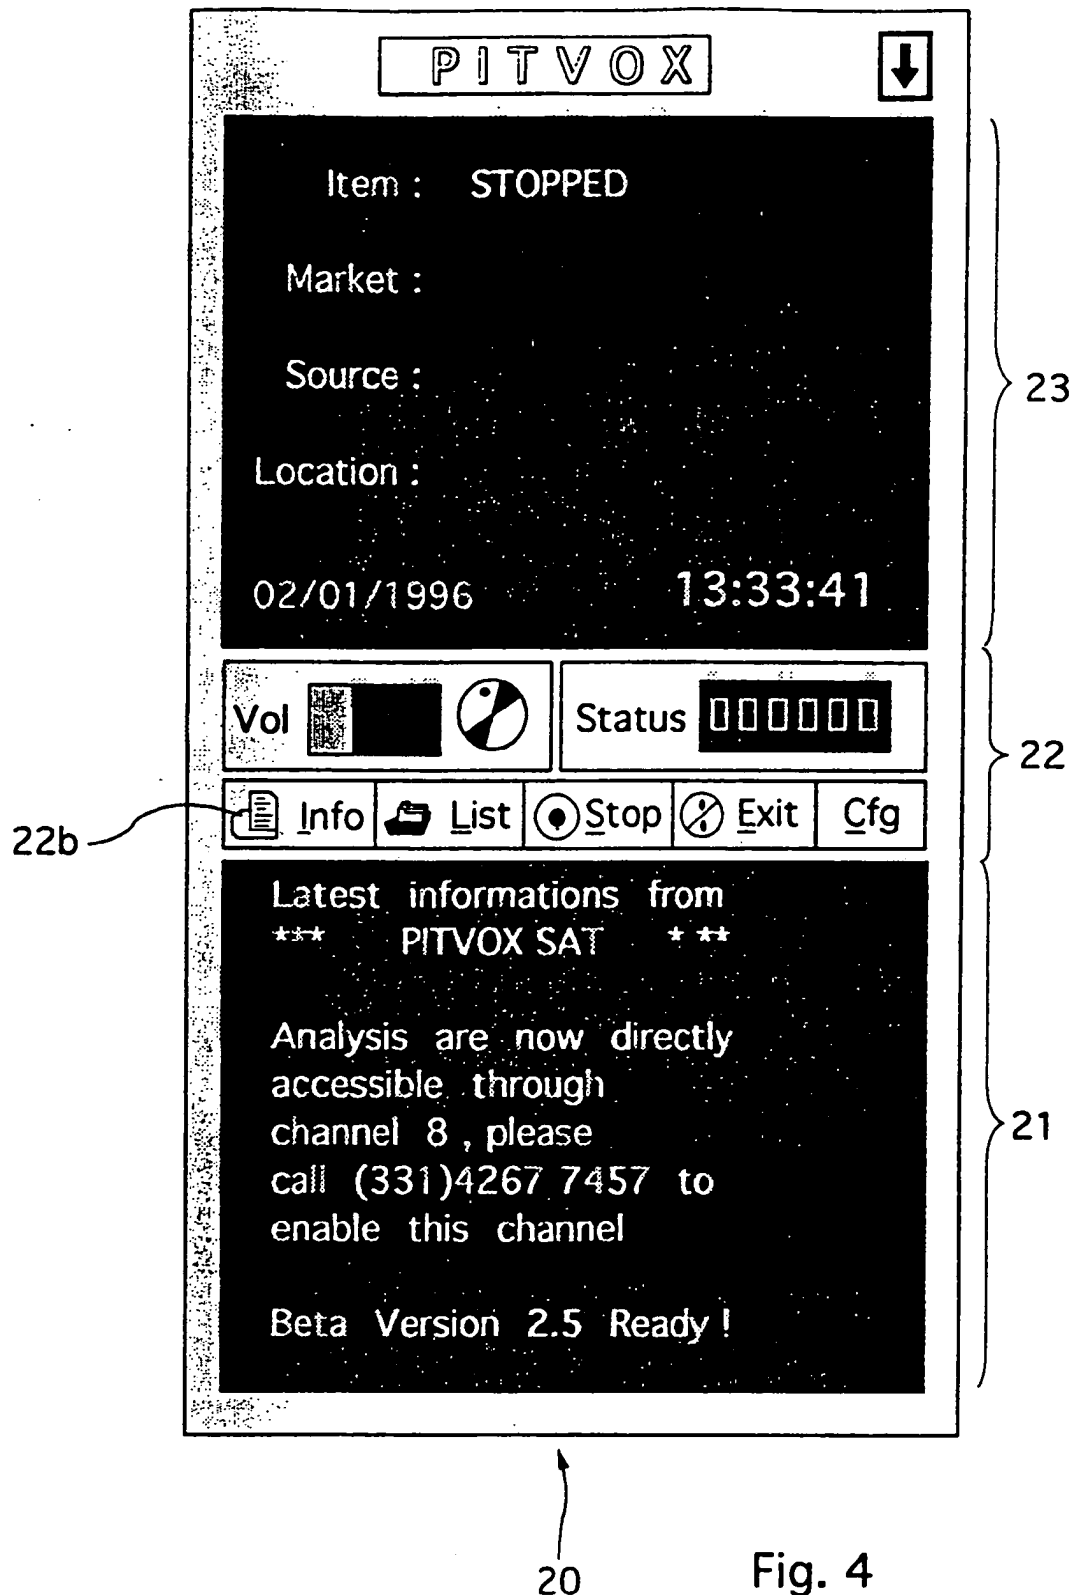 PITVOX
Item : STOPPED
Market :
Source :
Location :
02/01/1996 13:33:41
23
Vol Status
22
Info List Stop Exit Cfg
22b
Latest informations from
*** PITVOX SAT * **
Analysis are now directly
accessible through
channel 8 , please
call (331)4267 7457 to
enable this channel
21
Beta Version 2.5 Ready !
20
Fig. 4